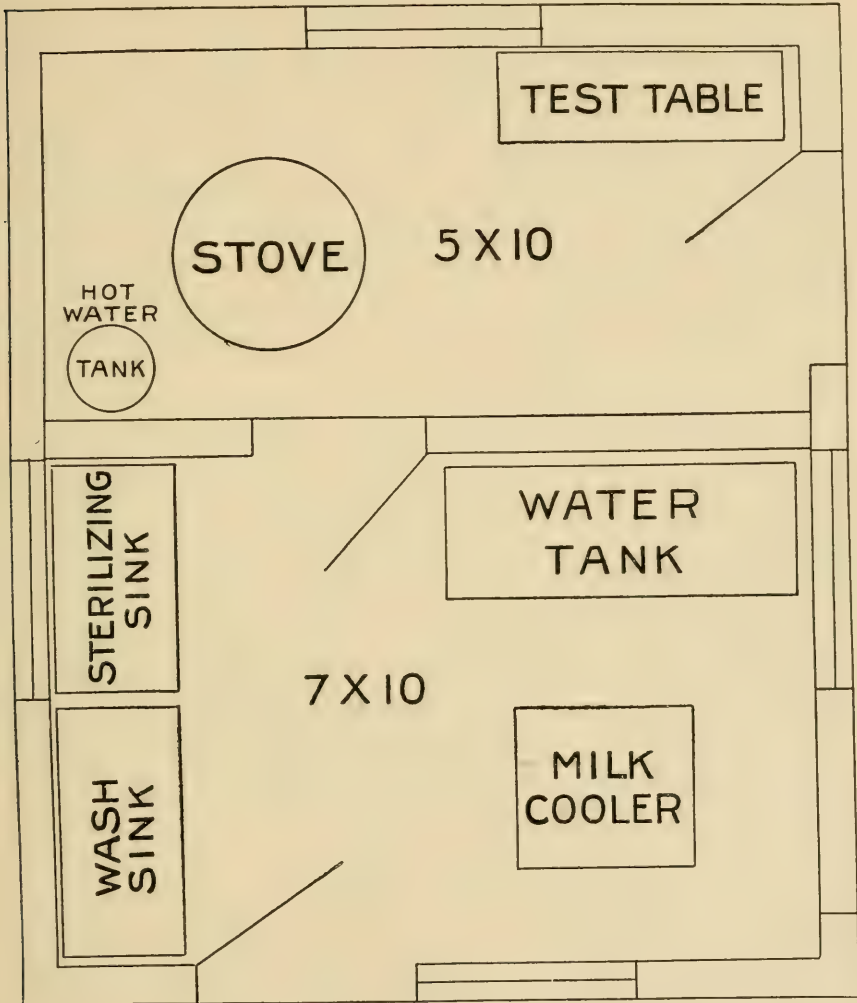 TEST TABLE
STOVE
5 X 10
HOT
WATER
TANK
STERILIZING
SINK
WATER
TANK
7 X 10
MILK
COOLER
WASH
SINK